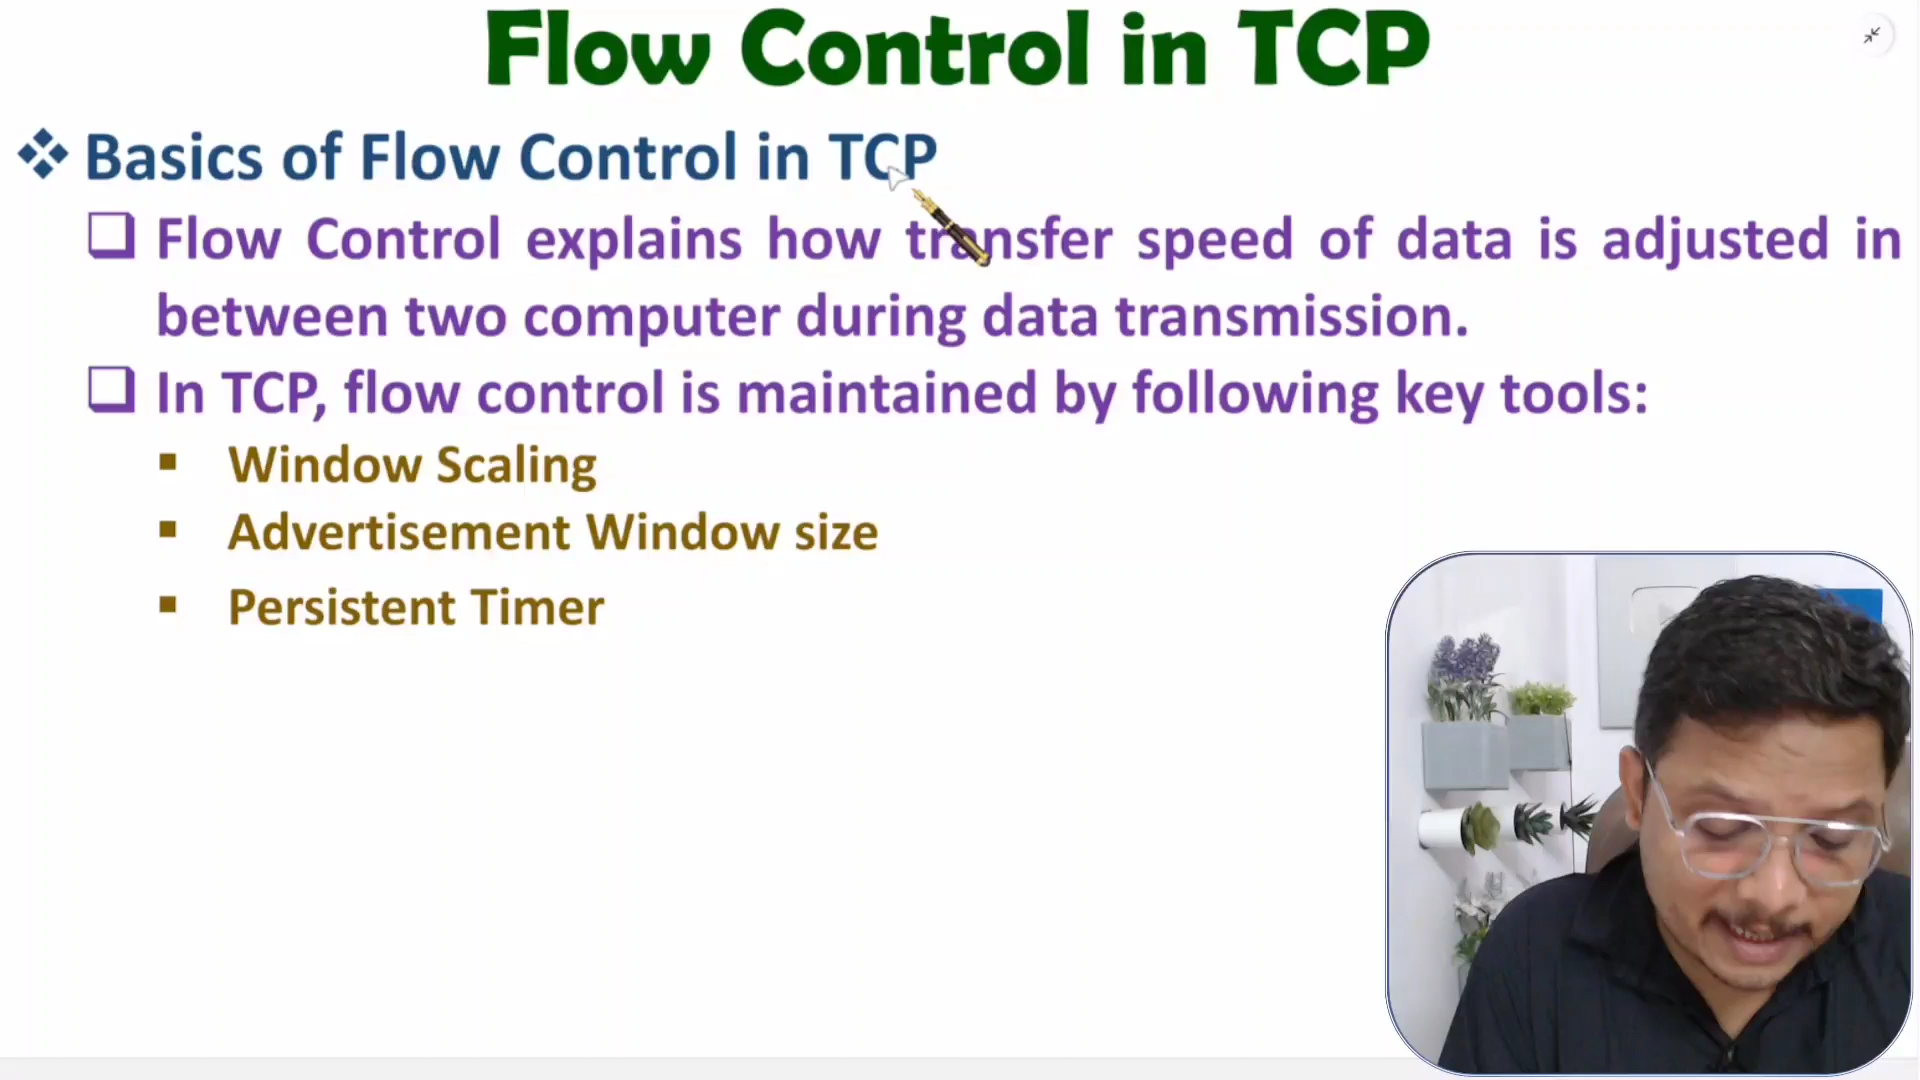 Flow Control in TCP
Basics of Flow Control in TCP
Flow Control explains how transfer speed of data is adjusted in
between two computer during data transmission.
In TCP, flow control is maintained by following key tools:
Window Scaling
Advertisement Window size
Persistent Timer